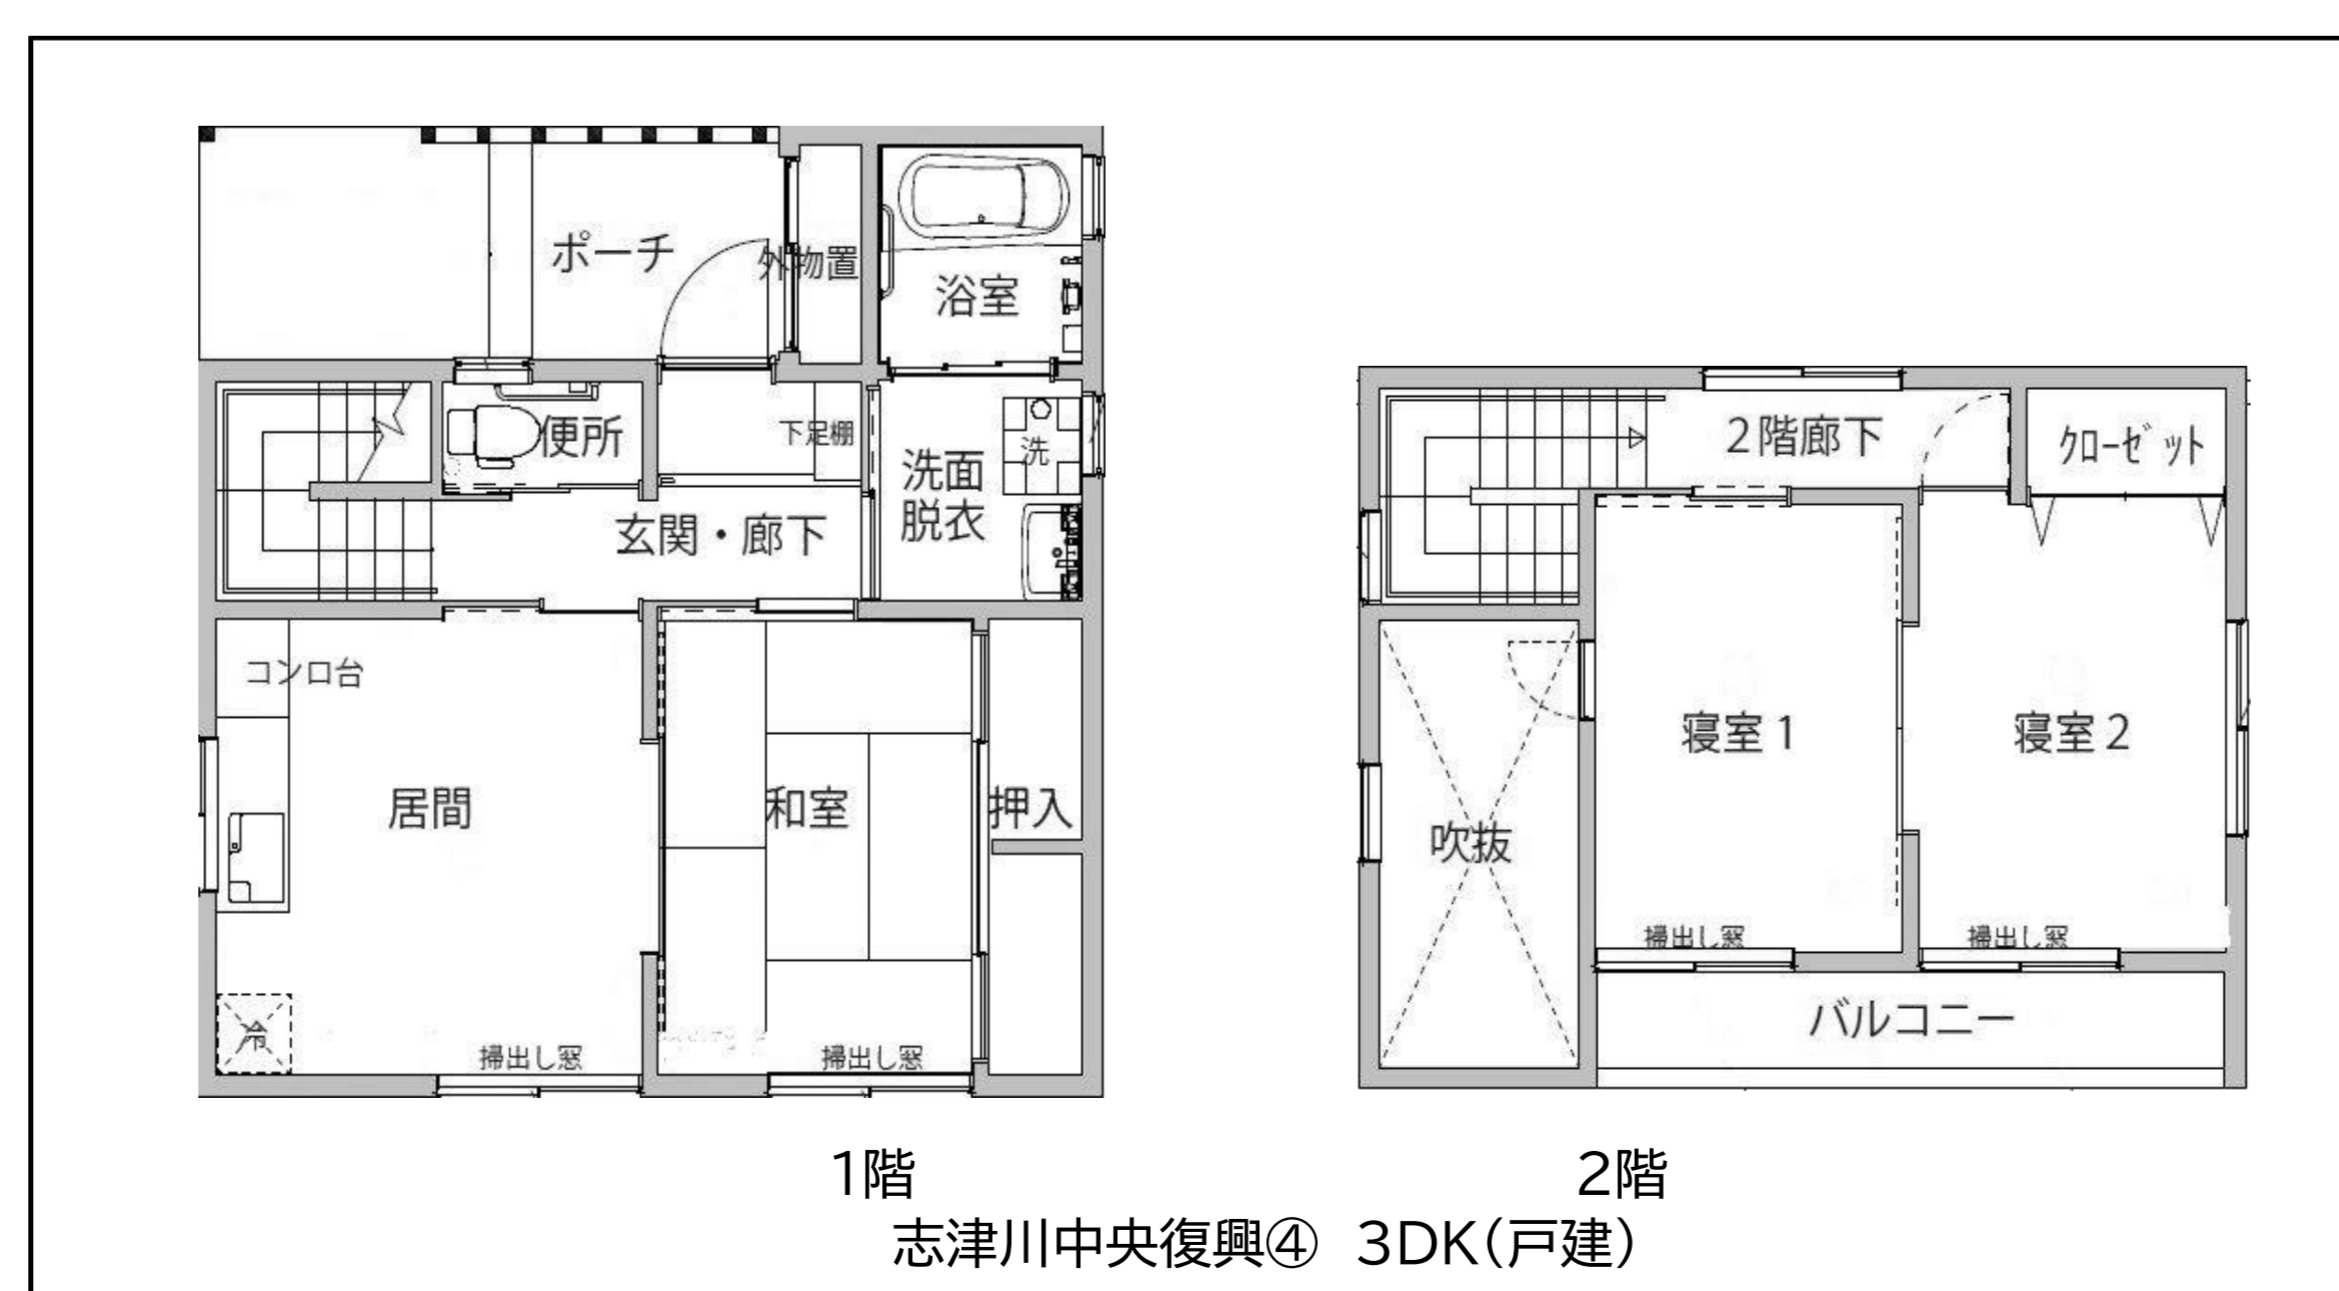 ポーチ
外物置
浴室
便所
下足棚
洗
洗面
脱衣
玄関・廊下
コンロ台
居間
和室
押入
冷
掃出し窓
掃出し窓
1階
2階廊下
ｸﾛｰｾﾞｯﾄ
寝室1
寝室2
吹抜
掃出し窓
掃出し窓
バルコニー
2階
志津川中央復興④ 3DK(戸建)